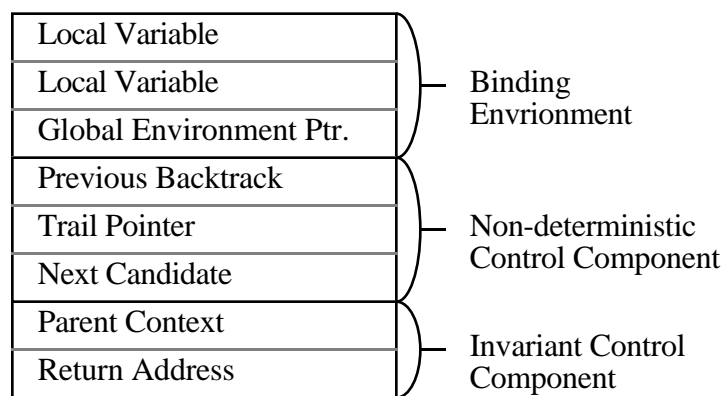 Local Variable
Local Variable
Global Environment Ptr.
Binding
Envrionment
Previous Backtrack
Trail Pointer
Next Candidate
Non-deterministic
Control Component
Parent Context
Return Address
Invariant Control
Component